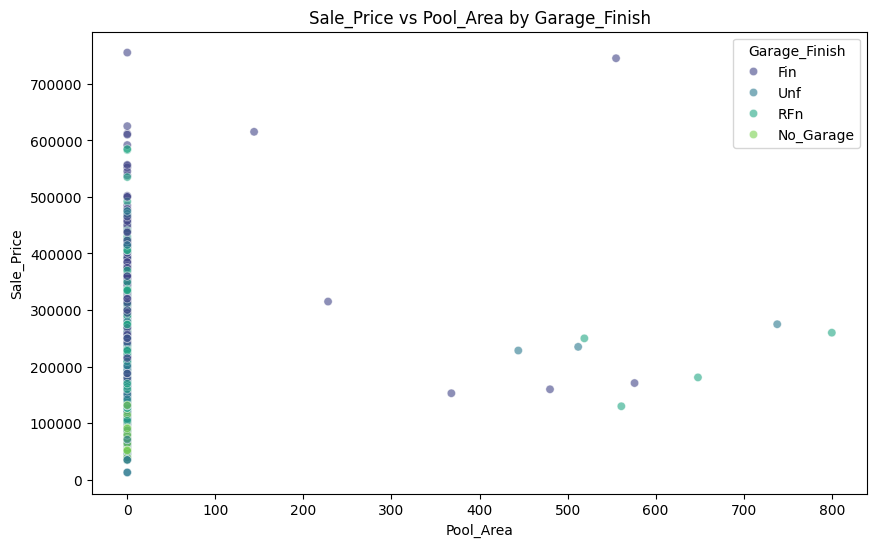 Sale_Price vs Pool_Area by Garage_Finish
Garage_Finish
Fin
Unf
RFn
No_Garage
Sale_Price
700000
600000
500000
400000
300000
200000
100000
0
0 100 200 300 400 500 600 700 800
Pool_Area